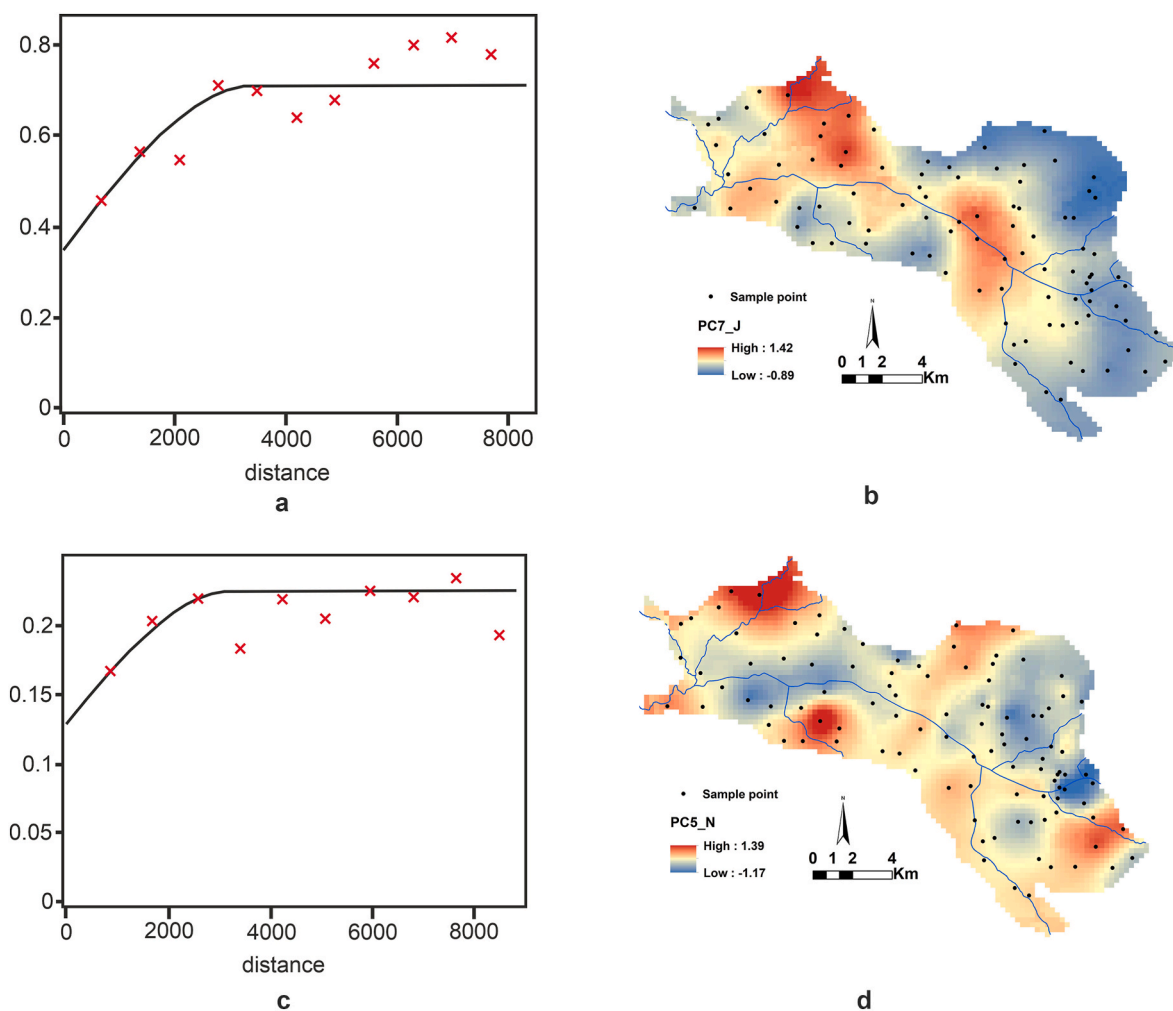 0.8
0.6
0.4
0.2
0
0 2000 4000 6000 8000
distance
a
Sample point
N
PC7_J
High : 1.42
Low : -0.89
0 1 2 4
Km
b
0.2
0.15
0.1
0.05
0
0 2000 4000 6000 8000
distance
c
Sample point
N
PC5_N
High : 1.39
Low : -1.17
0 1 2 4
Km
d